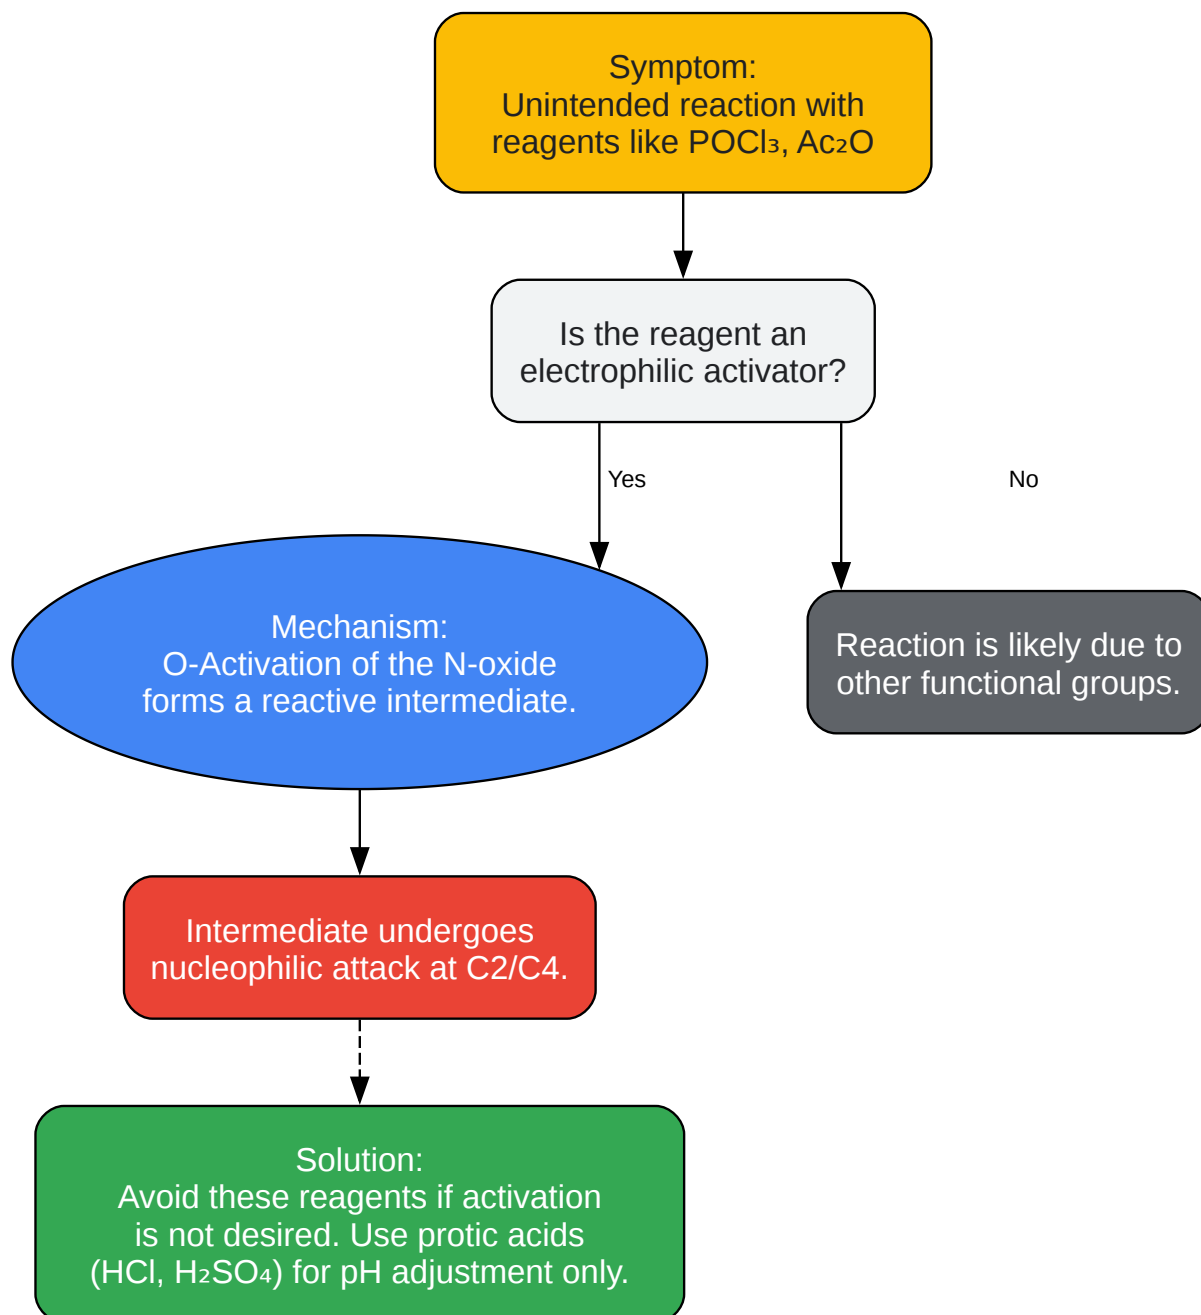 Symptom:
Unintended reaction with
reagents like POCl₃, Ac₂O
Is the reagent an
electrophilic activator?
Yes
No
Mechanism:
O-Activation of the N-oxide
forms a reactive intermediate.
Reaction is likely due to
other functional groups.
Intermediate undergoes
nucleophilic attack at C2/C4.
Solution:
Avoid these reagents if activation
is not desired. Use protic acids
(HCl, H₂SO₄) for pH adjustment only.